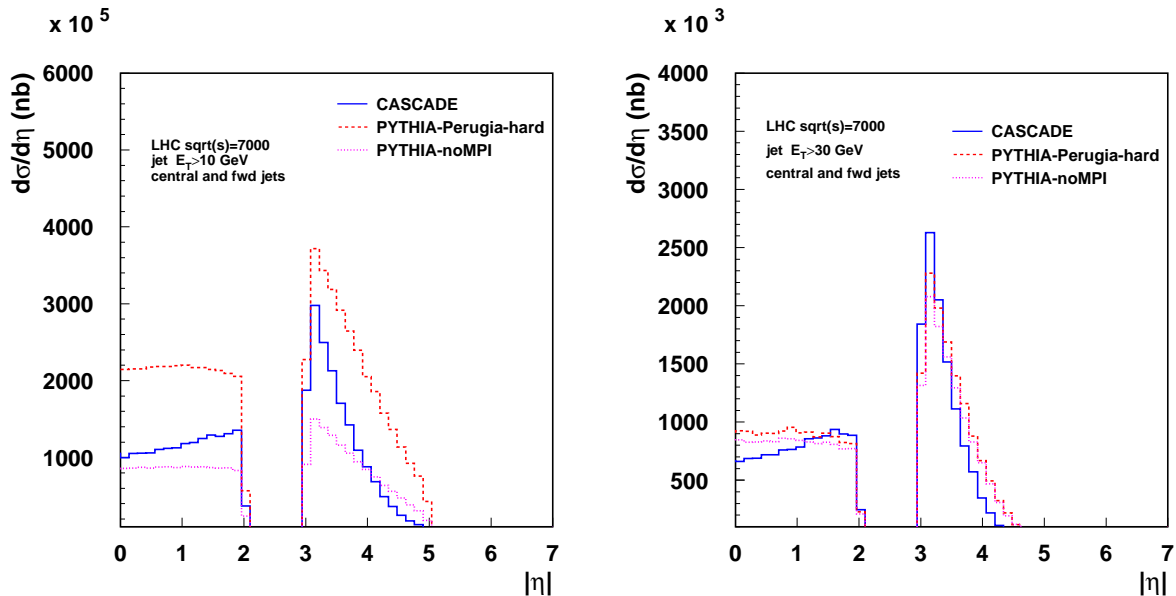 x 10 5
dσ/dη (nb)
6000
5000
4000
3000
2000
1000
CASCADE
PYTHIA-Perugia-hard
PYTHIA-noMPI
LHC sqrt(s)=7000
jet E_T>10 GeV
central and fwd jets
0 1 2 3 4 5 6 7
|η|
x 10 3
dσ/dη (nb)
4000
3500
3000
2500
2000
1500
1000
500
LHC sqrt(s)=7000
jet E_T>30 GeV
central and fwd jets
CASCADE
PYTHIA-Perugia-hard
PYTHIA-noMPI
0 1 2 3 4 5 6 7
|η|